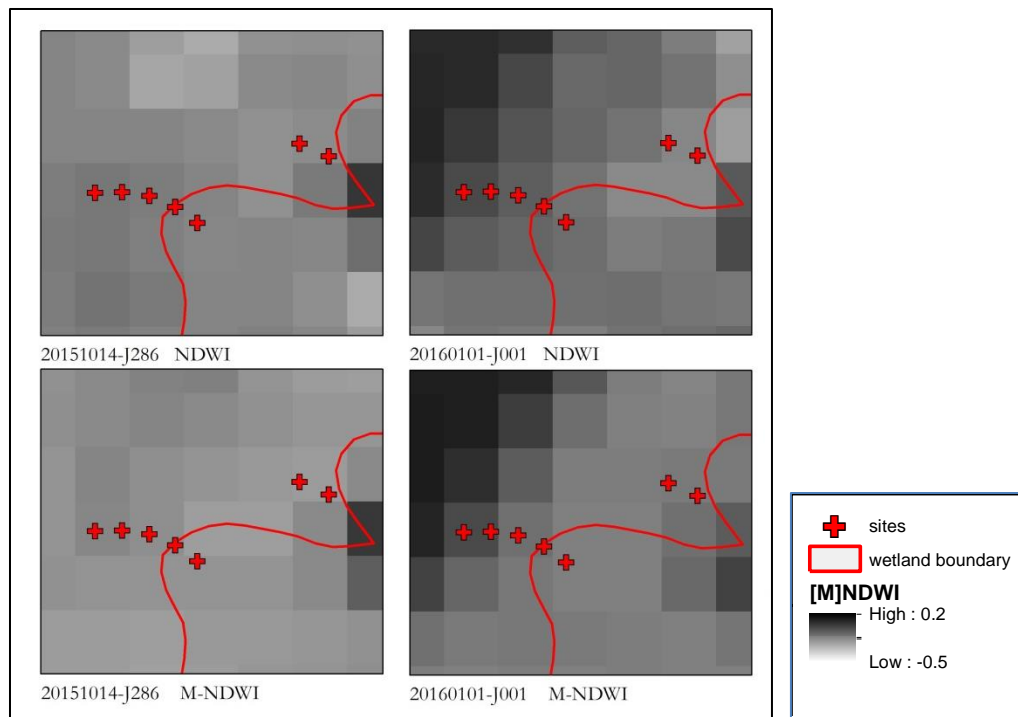 20151014-J286 NDWI
20160101-J001 NDWI
20151014-J286 M-NDWI
20160101-J001 M-NDWI
sites
wetland boundary
[M]NDWI
High : 0.2
Low : -0.5